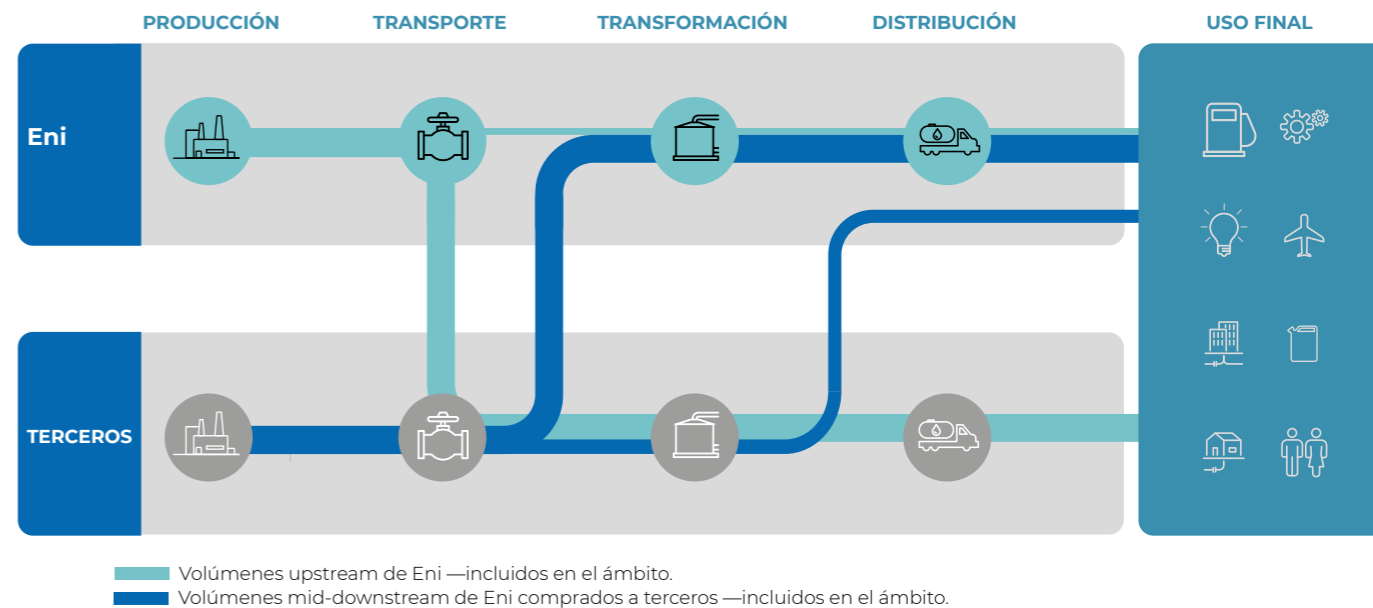 PRODUCCIÓN
TRANSPORTE
TRANSFORMACIÓN
DISTRIBUCIÓN
USO FINAL
Eni
TERCEROS
Volúmenes upstream de Eni —incluidos en el ámbito.
Volúmenes mid-downstream de Eni comprados a terceros —incluidos en el ámbito.